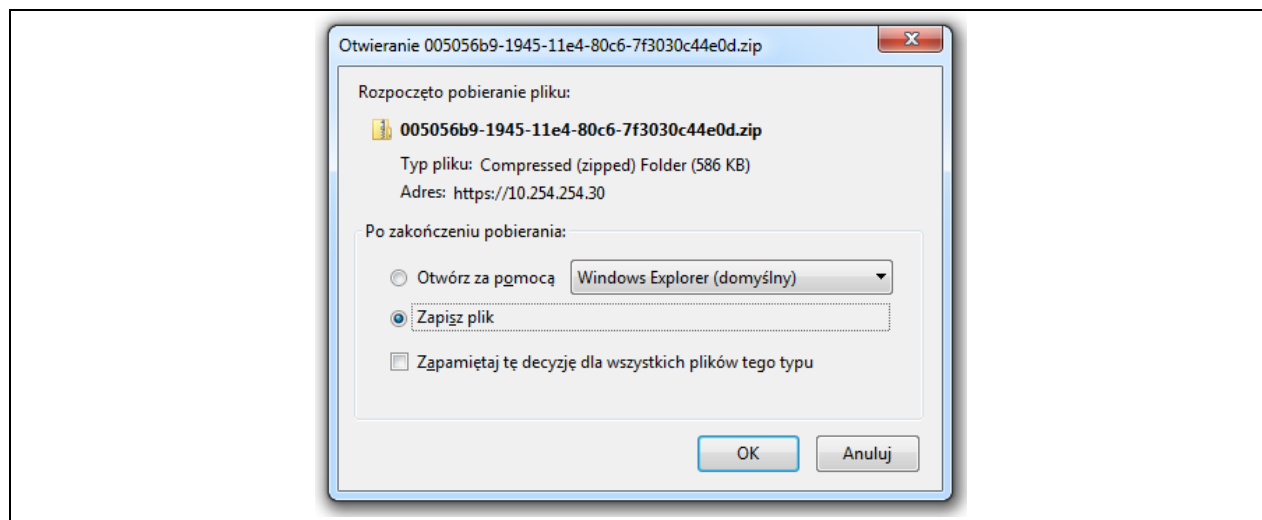 Otwieranie 005056b9-1945-11e4-80c6-7f3030c44e0d.zip
Rozpoczęto pobieranie pliku:
005056b9-1945-11e4-80c6-7f3030c44e0d.zip
Typ pliku: Compressed (zipped) Folder (586 KB)
Adres: https://10.254.254.30
Po zakończeniu pobierania:
Otwórz za pomocą Windows Explorer (domyślny)
Zapisz plik
Zapamiętaj tę decyzję dla wszystkich plików tego typu
OK Anuluj